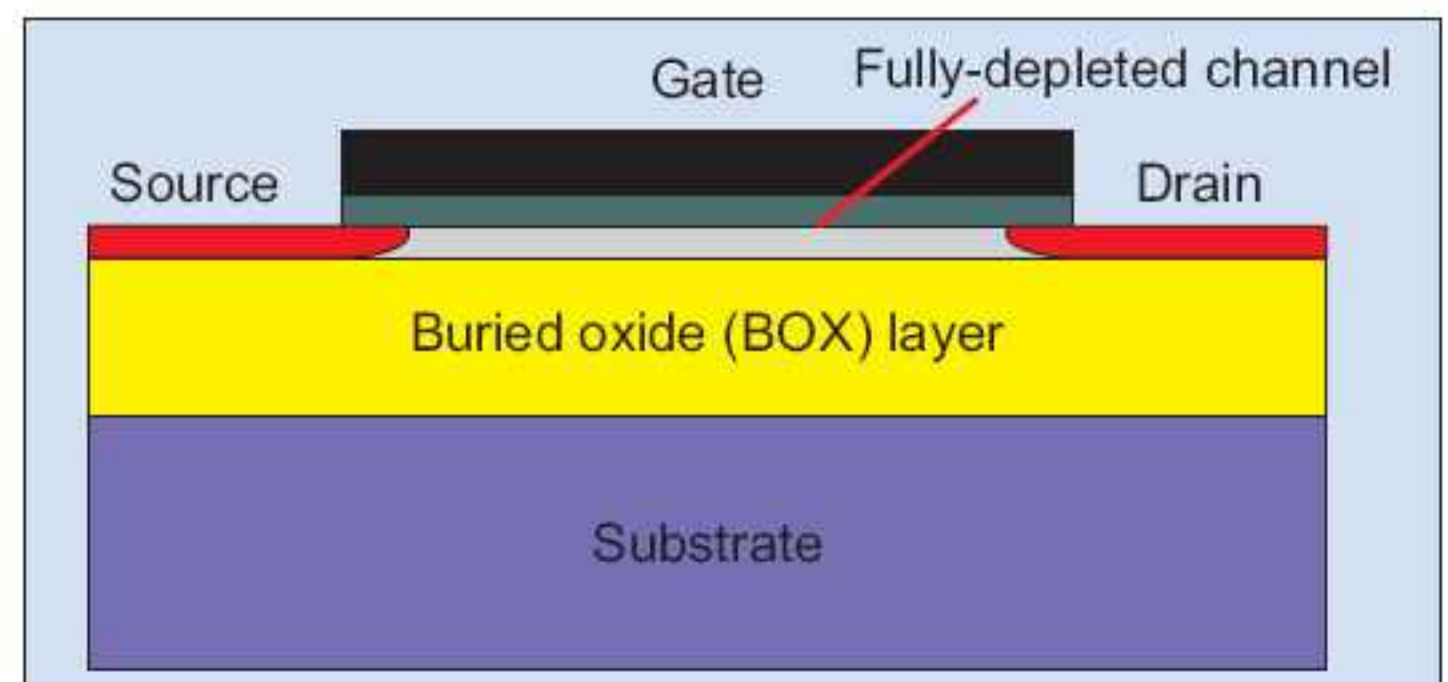 Gate
Fully-depleted channel
Source
Drain
Buried oxide (BOX) layer
Substrate